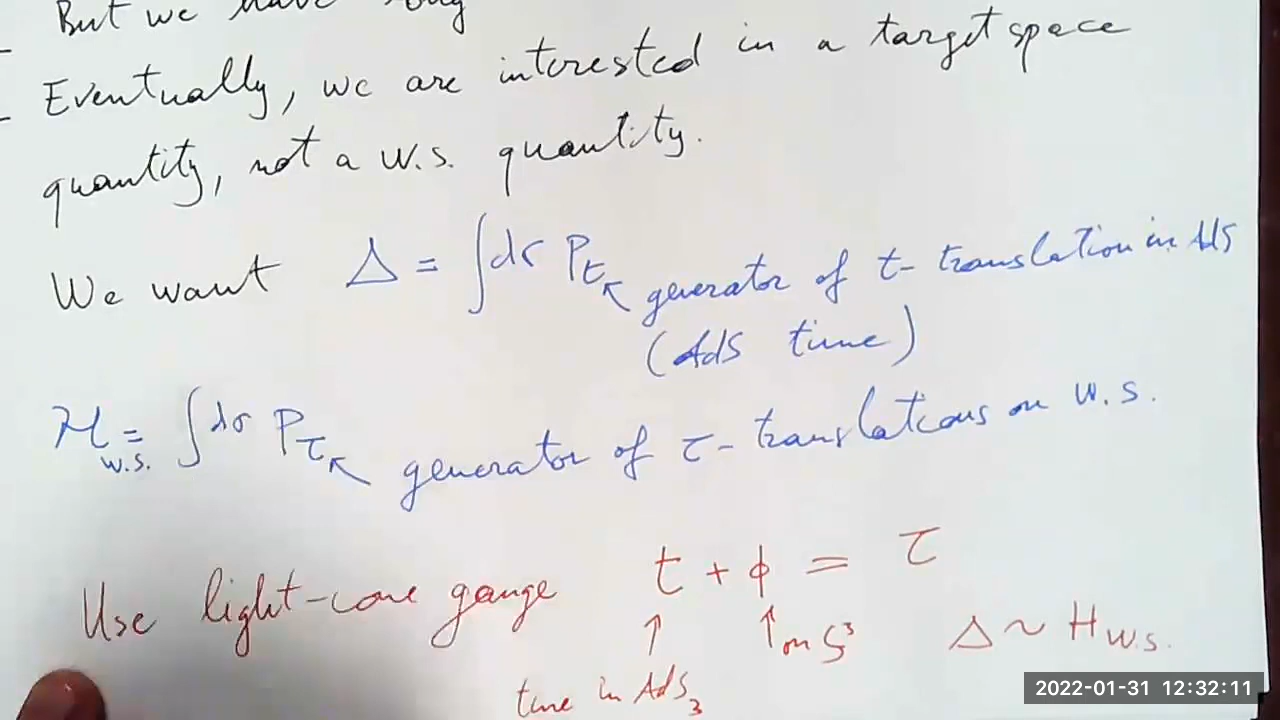 But we have
Eventually, we are interested in a target space
quantity, not a w.s. quantity.
We want Δ = ∫dσ P_t ↖ generator of t-translation in AdS
(AdS time)
H_w.s. = ∫dσ P_τ ↖ generator of τ-translations on w.s.
Use light-cone gauge t + ϕ = τ
↑ ↑ on S³ Δ ~ H_w.s.
time in AdS₃
2022-01-31 12:32:11